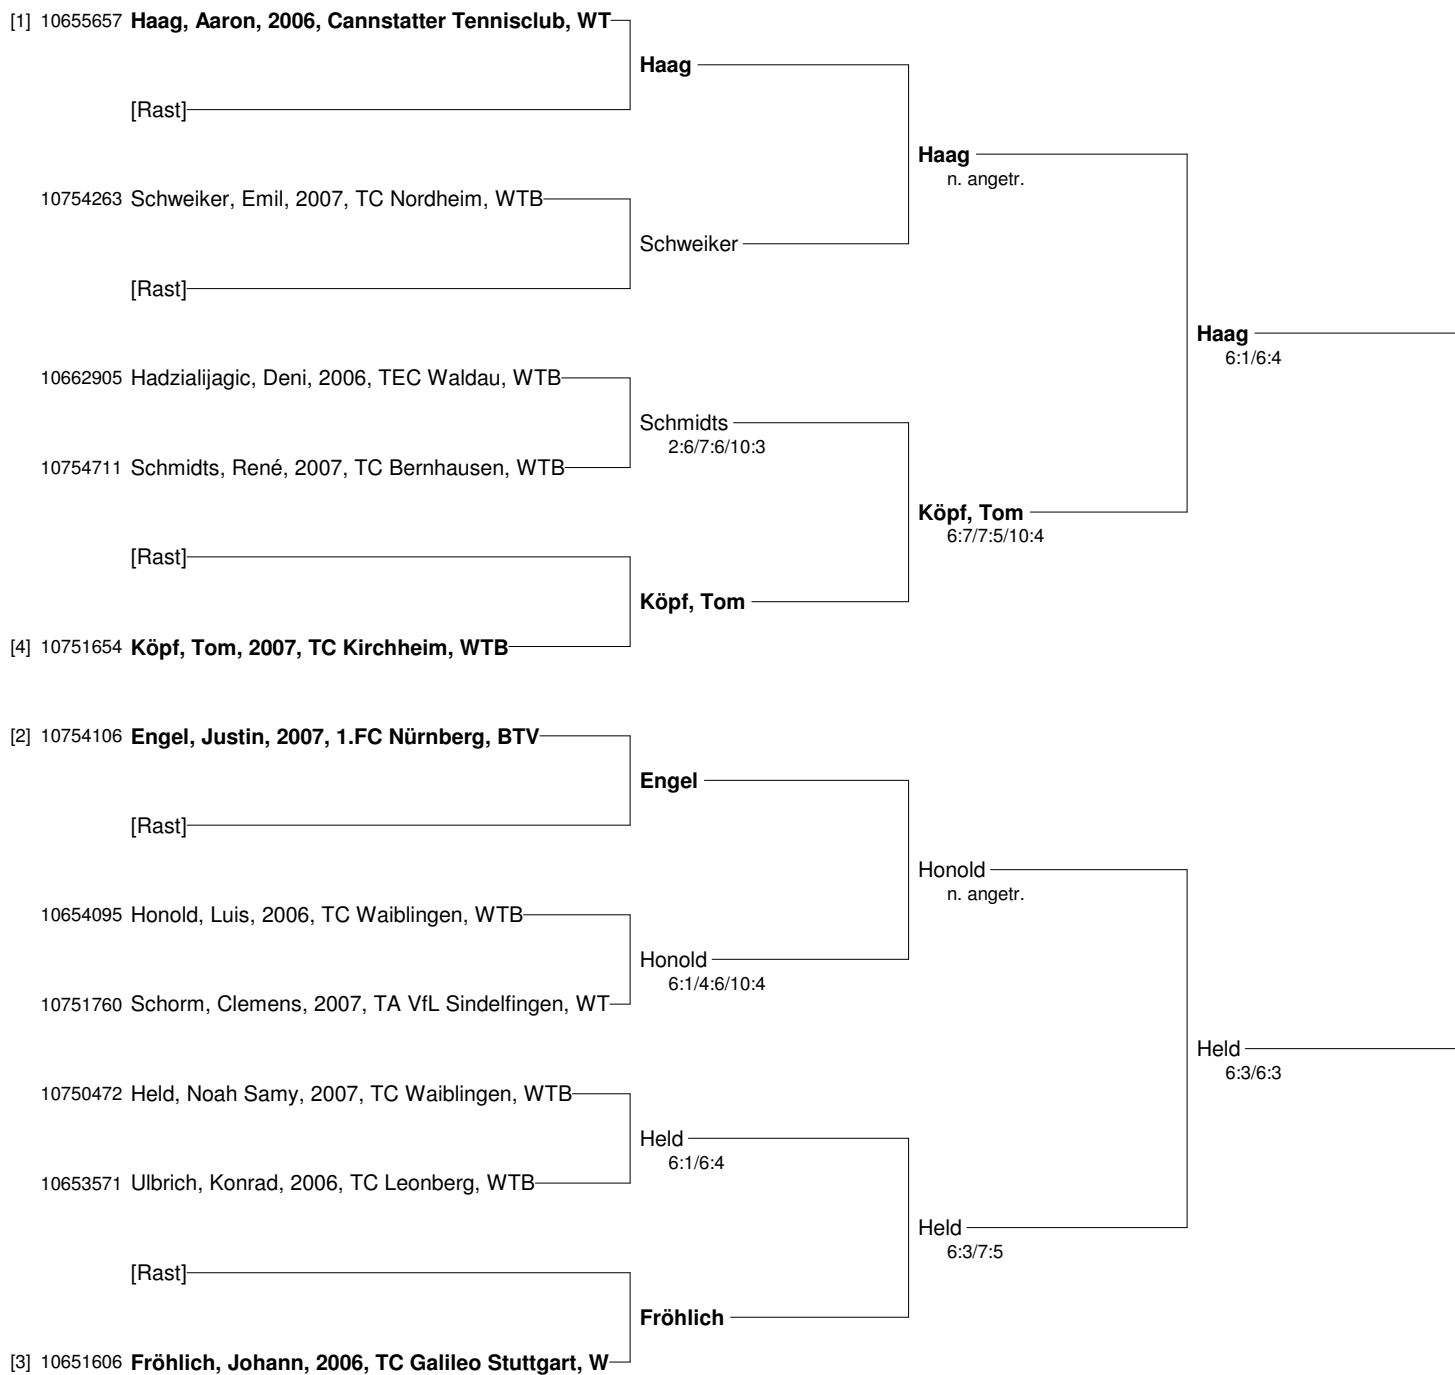 [1] 10655657 Haag, Aaron, 2006, Cannstatter Tennisclub, WT
Haag
[Rast]
Haag
n. angetr.
10754263 Schweiker, Emil, 2007, TC Nordheim, WTB
Schweiker
[Rast]
Haag
6:1/6:4
10662905 Hadzialijagic, Deni, 2006, TEC Waldau, WTB
Schmidts
2:6/7:6/10:3
10754711 Schmidts, René, 2007, TC Bernhausen, WTB
Köpf, Tom
6:7/7:5/10:4
[Rast]
Köpf, Tom
[4] 10751654 Köpf, Tom, 2007, TC Kirchheim, WTB
[2] 10754106 Engel, Justin, 2007, 1.FC Nürnberg, BTV
Engel
[Rast]
Honold
n. angetr.
10654095 Honold, Luis, 2006, TC Waiblingen, WTB
Honold
6:1/4:6/10:4
10751760 Schorm, Clemens, 2007, TA VfL Sindelfingen, WT
Held
6:3/6:3
10750472 Held, Noah Samy, 2007, TC Waiblingen, WTB
Held
6:1/6:4
10653571 Ulbrich, Konrad, 2006, TC Leonberg, WTB
Held
6:3/7:5
[Rast]
Fröhlich
[3] 10651606 Fröhlich, Johann, 2006, TC Galileo Stuttgart, W